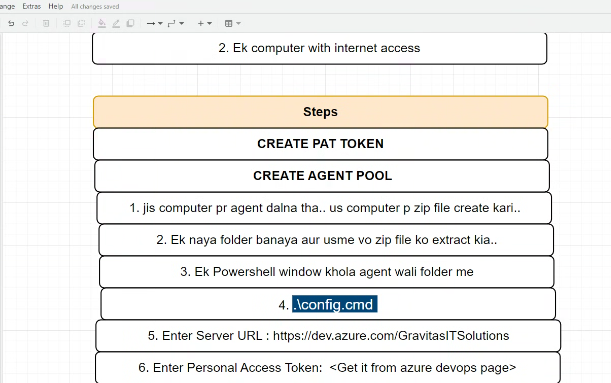 ange Extras Help All changes saved
2. Ek computer with internet access
Steps
CREATE PAT TOKEN
CREATE AGENT POOL
1. jis computer pr agent dalna tha.. us computer p zip file create kari..
2. Ek naya folder banaya aur usme vo zip file ko extract kia..
3. Ek Powershell window khola agent wali folder me
4. .\config.cmd
5. Enter Server URL : https://dev.azure.com/GravitasITSolutions
6. Enter Personal Access Token: <Get it from azure devops page>